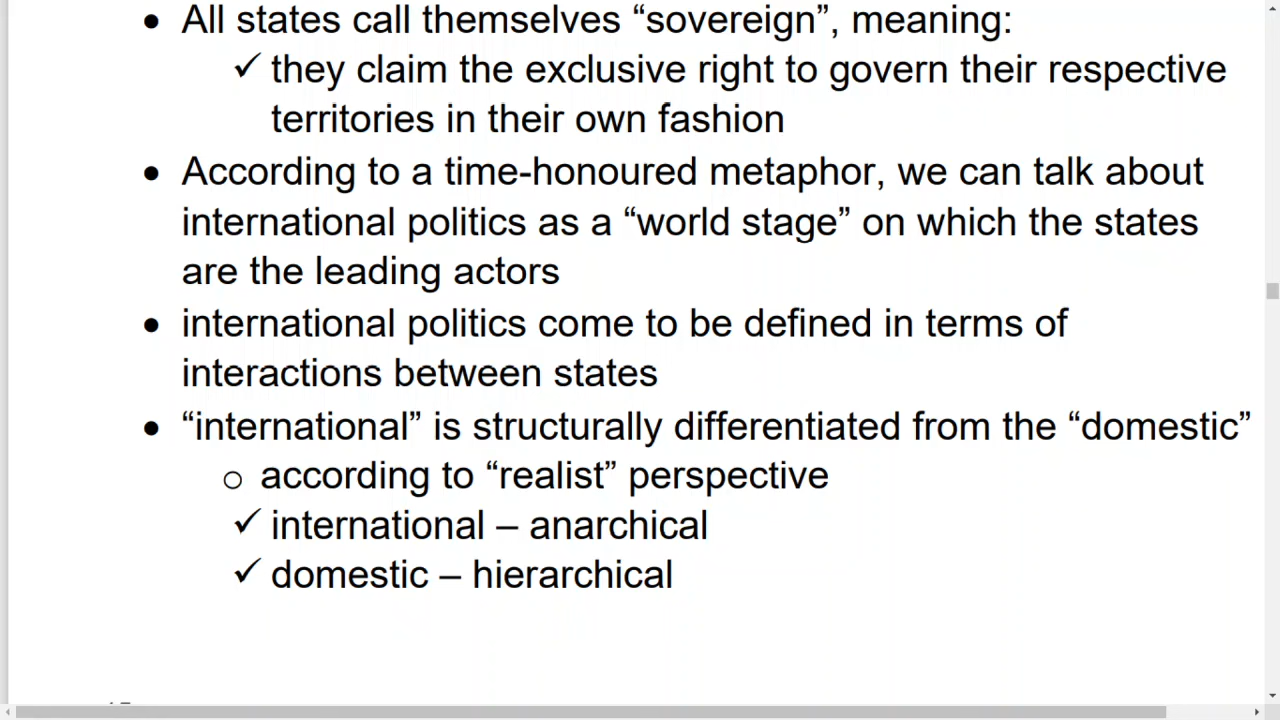 • All states call themselves “sovereign”, meaning:
✓ they claim the exclusive right to govern their respective
territories in their own fashion
• According to a time-honoured metaphor, we can talk about
international politics as a “world stage” on which the states
are the leading actors
• international politics come to be defined in terms of
interactions between states
• “international” is structurally differentiated from the “domestic”
o according to “realist” perspective
✓ international – anarchical
✓ domestic – hierarchical